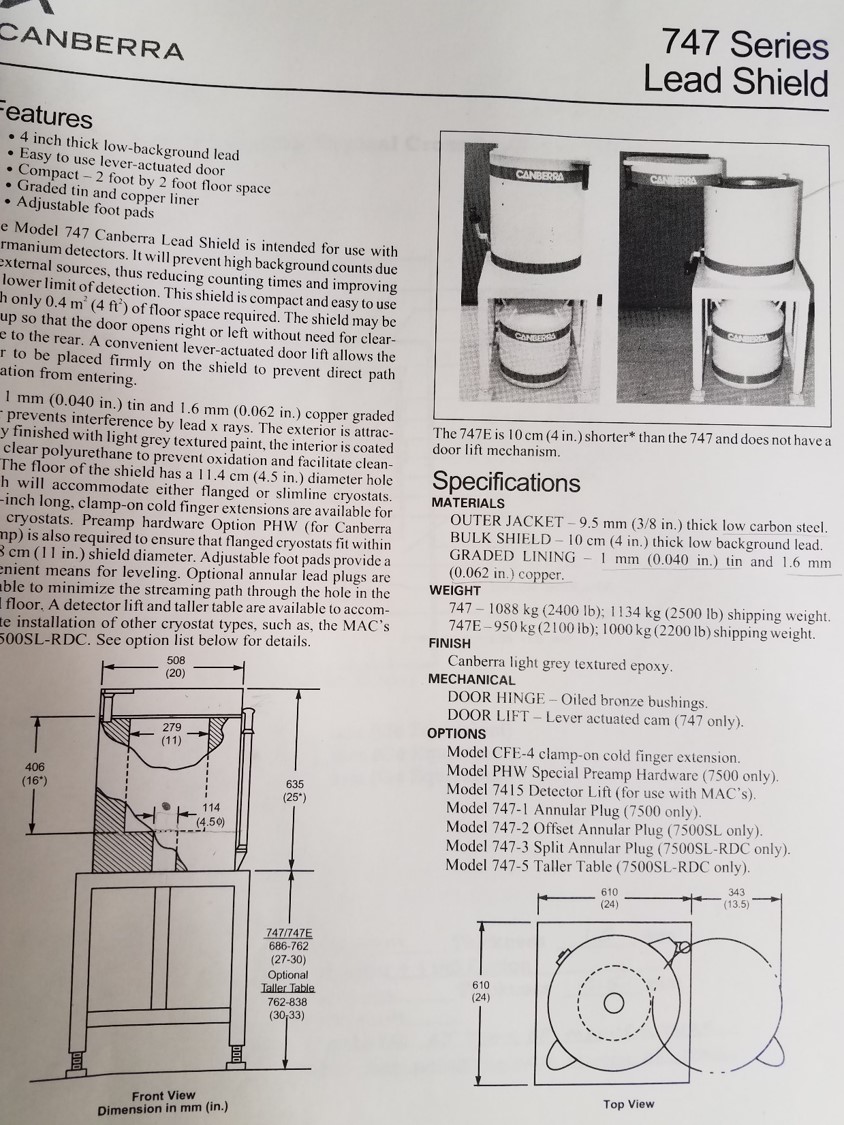 CANBERRA
747 Series
Lead Shield
Features
• 4 inch thick low-background lead
• Easy to use lever-actuated door
• Compact – 2 foot by 2 foot floor space
• Graded tin and copper liner
• Adjustable foot pads
e Model 747 Canberra Lead Shield is intended for use with
rmanium detectors. It will prevent high background counts due
external sources, thus reducing counting times and improving
lower limit of detection. This shield is compact and easy to use
h only 0.4 m² (4 ft²) of floor space required. The shield may be
up so that the door opens right or left without need for clear-
e to the rear. A convenient lever-actuated door lift allows the
r to be placed firmly on the shield to prevent direct path
ation from entering.
1 mm (0.040 in.) tin and 1.6 mm (0.062 in.) copper graded
r prevents interference by lead x rays. The exterior is attrac-
y finished with light grey textured paint, the interior is coated
clear polyurethane to prevent oxidation and facilitate clean-
The floor of the shield has a 11.4 cm (4.5 in.) diameter hole
h will accommodate either flanged or slimline cryostats.
-inch long, clamp-on cold finger extensions are available for
cryostats. Preamp hardware Option PHW (for Canberra
mp) is also required to ensure that flanged cryostats fit within
8 cm (11 in.) shield diameter. Adjustable foot pads provide a
enient means for leveling. Optional annular lead plugs are
able to minimize the streaming path through the hole in the
l floor. A detector lift and taller table are available to accom-
te installation of other cryostat types, such as, the MAC's
500SL-RDC. See option list below for details.
508
(20)
279
(11)
406
(16*)
635
(25*)
114
(4.5ϕ)
747/747E
686-762
(27-30)
Optional
Taller Table
762-838
(30-33)
Front View
Dimension in mm (in.)
CANBERRA
CANBERRA
CANBERRA
CANBERRA
The 747E is 10 cm (4 in.) shorter* than the 747 and does not have a
door lift mechanism.
Specifications
MATERIALS
OUTER JACKET – 9.5 mm (3/8 in.) thick low carbon steel.
BULK SHIELD – 10 cm (4 in.) thick low background lead.
GRADED LINING – 1 mm (0.040 in.) tin and 1.6 mm
(0.062 in.) copper.
WEIGHT
747 – 1088 kg (2400 lb); 1134 kg (2500 lb) shipping weight.
747E – 950 kg (2100 lb); 1000 kg (2200 lb) shipping weight.
FINISH
Canberra light grey textured epoxy.
MECHANICAL
DOOR HINGE – Oiled bronze bushings.
DOOR LIFT – Lever actuated cam (747 only).
OPTIONS
Model CFE-4 clamp-on cold finger extension.
Model PHW Special Preamp Hardware (7500 only).
Model 7415 Detector Lift (for use with MAC's).
Model 747-1 Annular Plug (7500 only).
Model 747-2 Offset Annular Plug (7500SL only).
Model 747-3 Split Annular Plug (7500SL-RDC only).
Model 747-5 Taller Table (7500SL-RDC only).
610
(24)
343
(13.5)
610
(24)
Top View